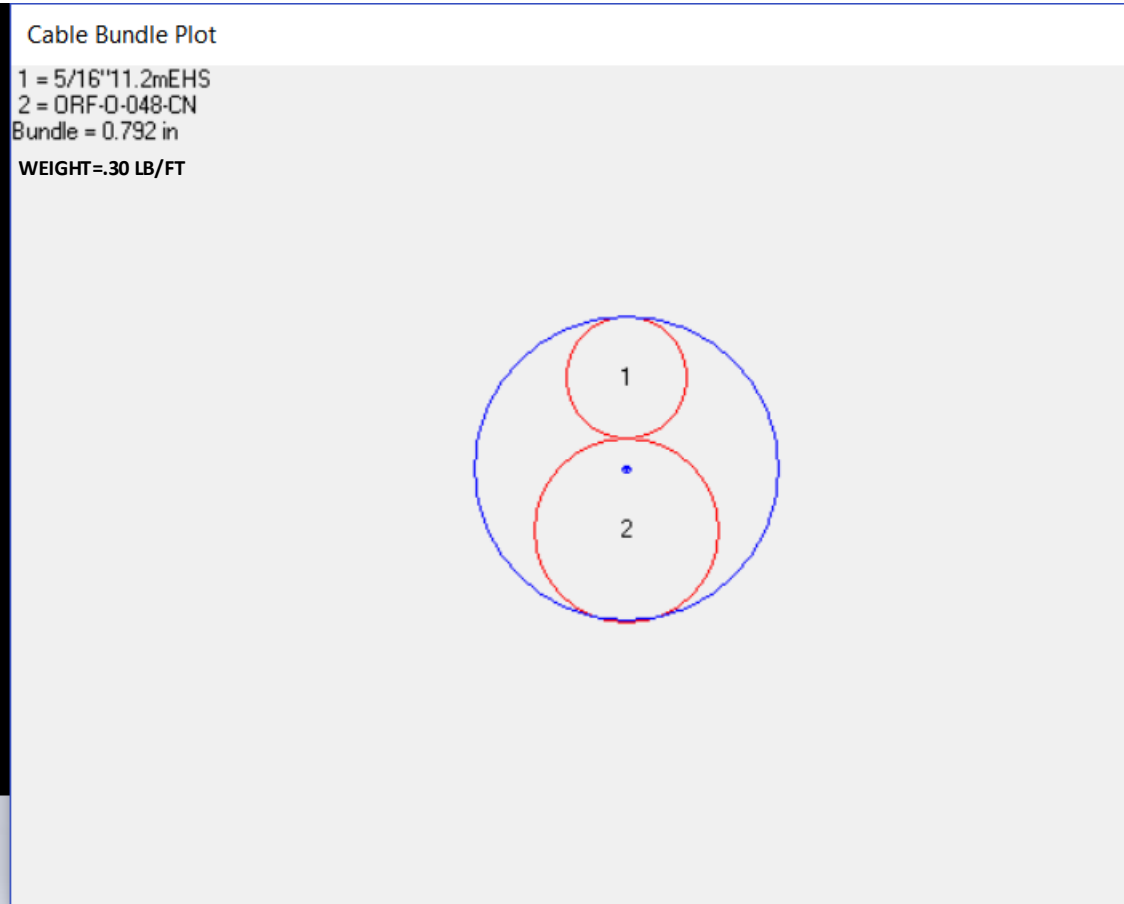 Cable Bundle Plot
1 = 5/16"11.2mEHS
2 = ORF-O-048-CN
Bundle = 0.792 in
WEIGHT=.30 LB/FT
1
2